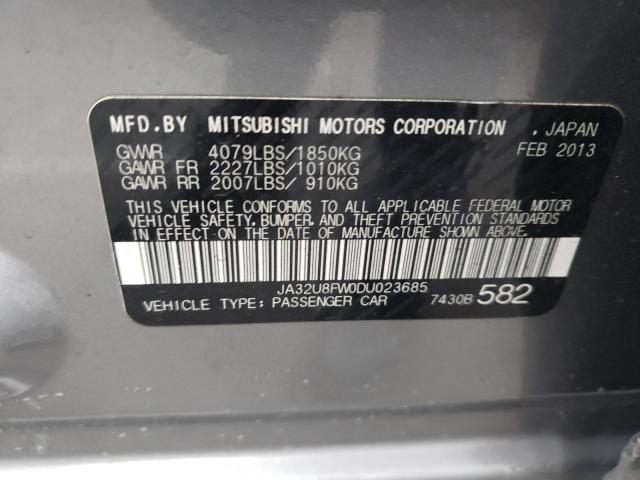 MFD.BY MITSUBISHI MOTORS CORPORATION . JAPAN
GVWR 4079LBS/1850KG FEB 2013
GAWR FR 2227LBS/1010KG
GAWR RR 2007LBS/ 910KG
THIS VEHICLE CONFORMS TO ALL APPLICABLE FEDERAL MOTOR
VEHICLE SAFETY, BUMPER, AND THEFT PREVENTION STANDARDS
IN EFFECT ON THE DATE OF MANUFACTURE SHOWN ABOVE.
JA32U8FW0DU023685
VEHICLE TYPE: PASSENGER CAR 7430B 582